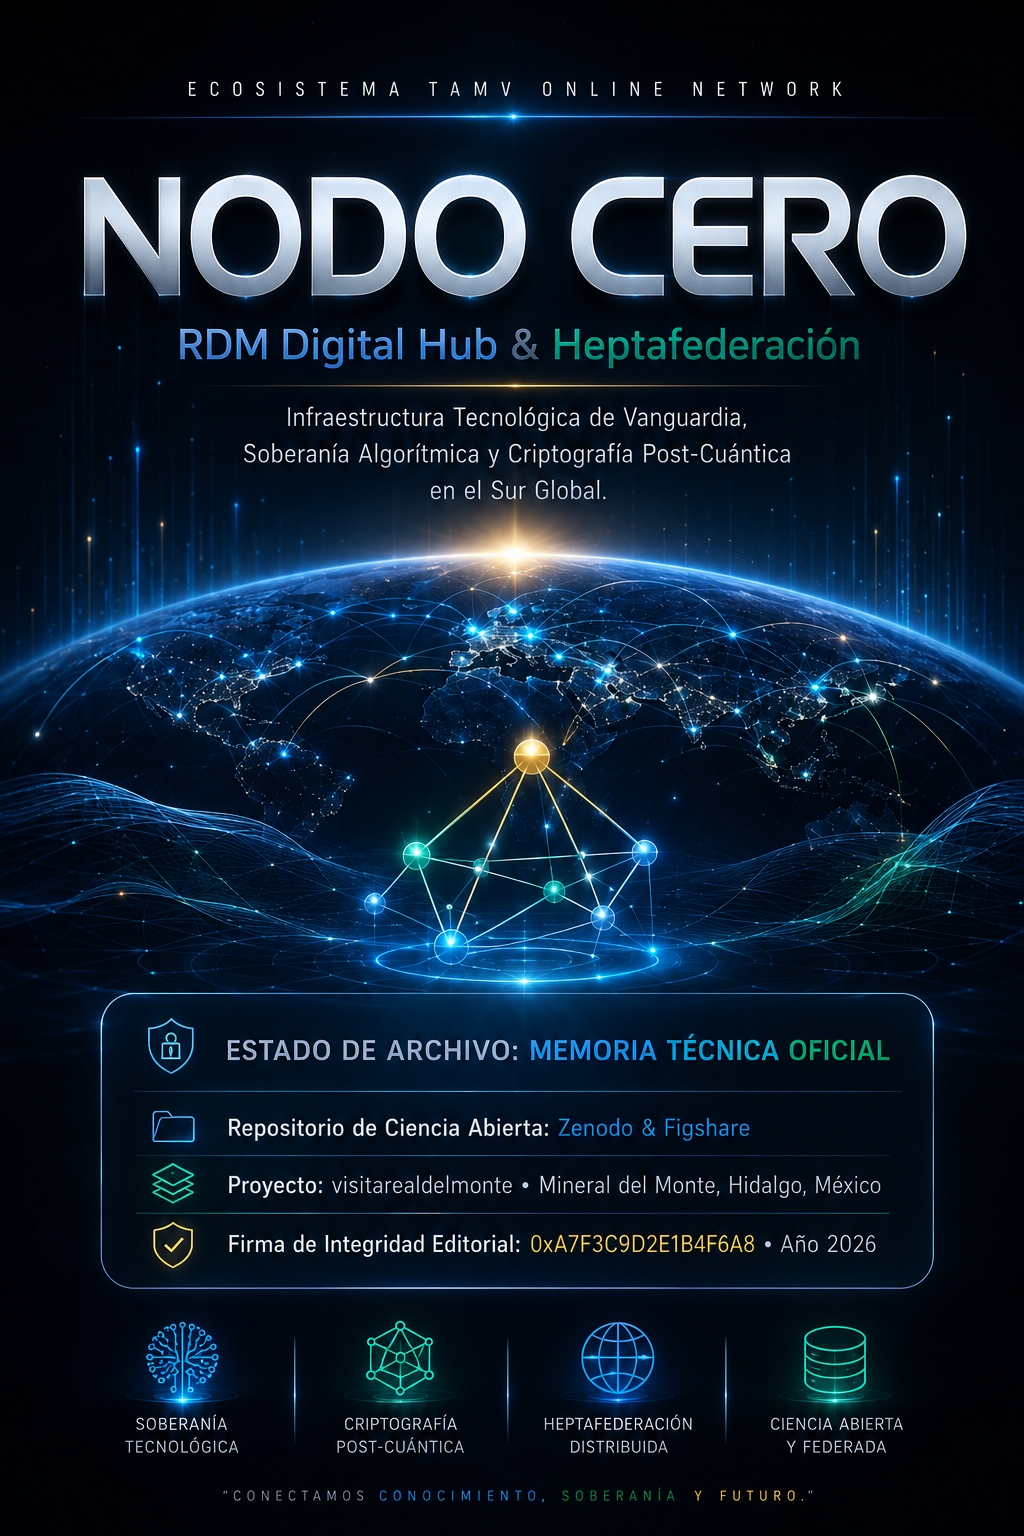 ECOSISTEMA TAMV ONLINE NETWORK
NODO CERO
RDM Digital Hub & Heptafederación
Infraestructura Tecnológica de Vanguardia,
Soberanía Algorítmica y Criptografía Post-Cuántica
en el Sur Global.
ESTADO DE ARCHIVO: MEMORIA TÉCNICA OFICIAL
Repositorio de Ciencia Abierta: Zenodo & Figshare
Proyecto: visitarealdelmonte • Mineral del Monte, Hidalgo, México
Firma de Integridad Editorial: 0xA7F3C9D2E1B4F6A8 • Año 2026
SOBERANÍA
TECNOLÓGICA
CRIPTOGRAFÍA
POST-CUÁNTICA
HEPTAFEDERACIÓN
DISTRIBUIDA
CIENCIA ABIERTA
Y FEDERADA
"CONECTAMOS CONOCIMIENTO, SOBERANÍA Y FUTURO."